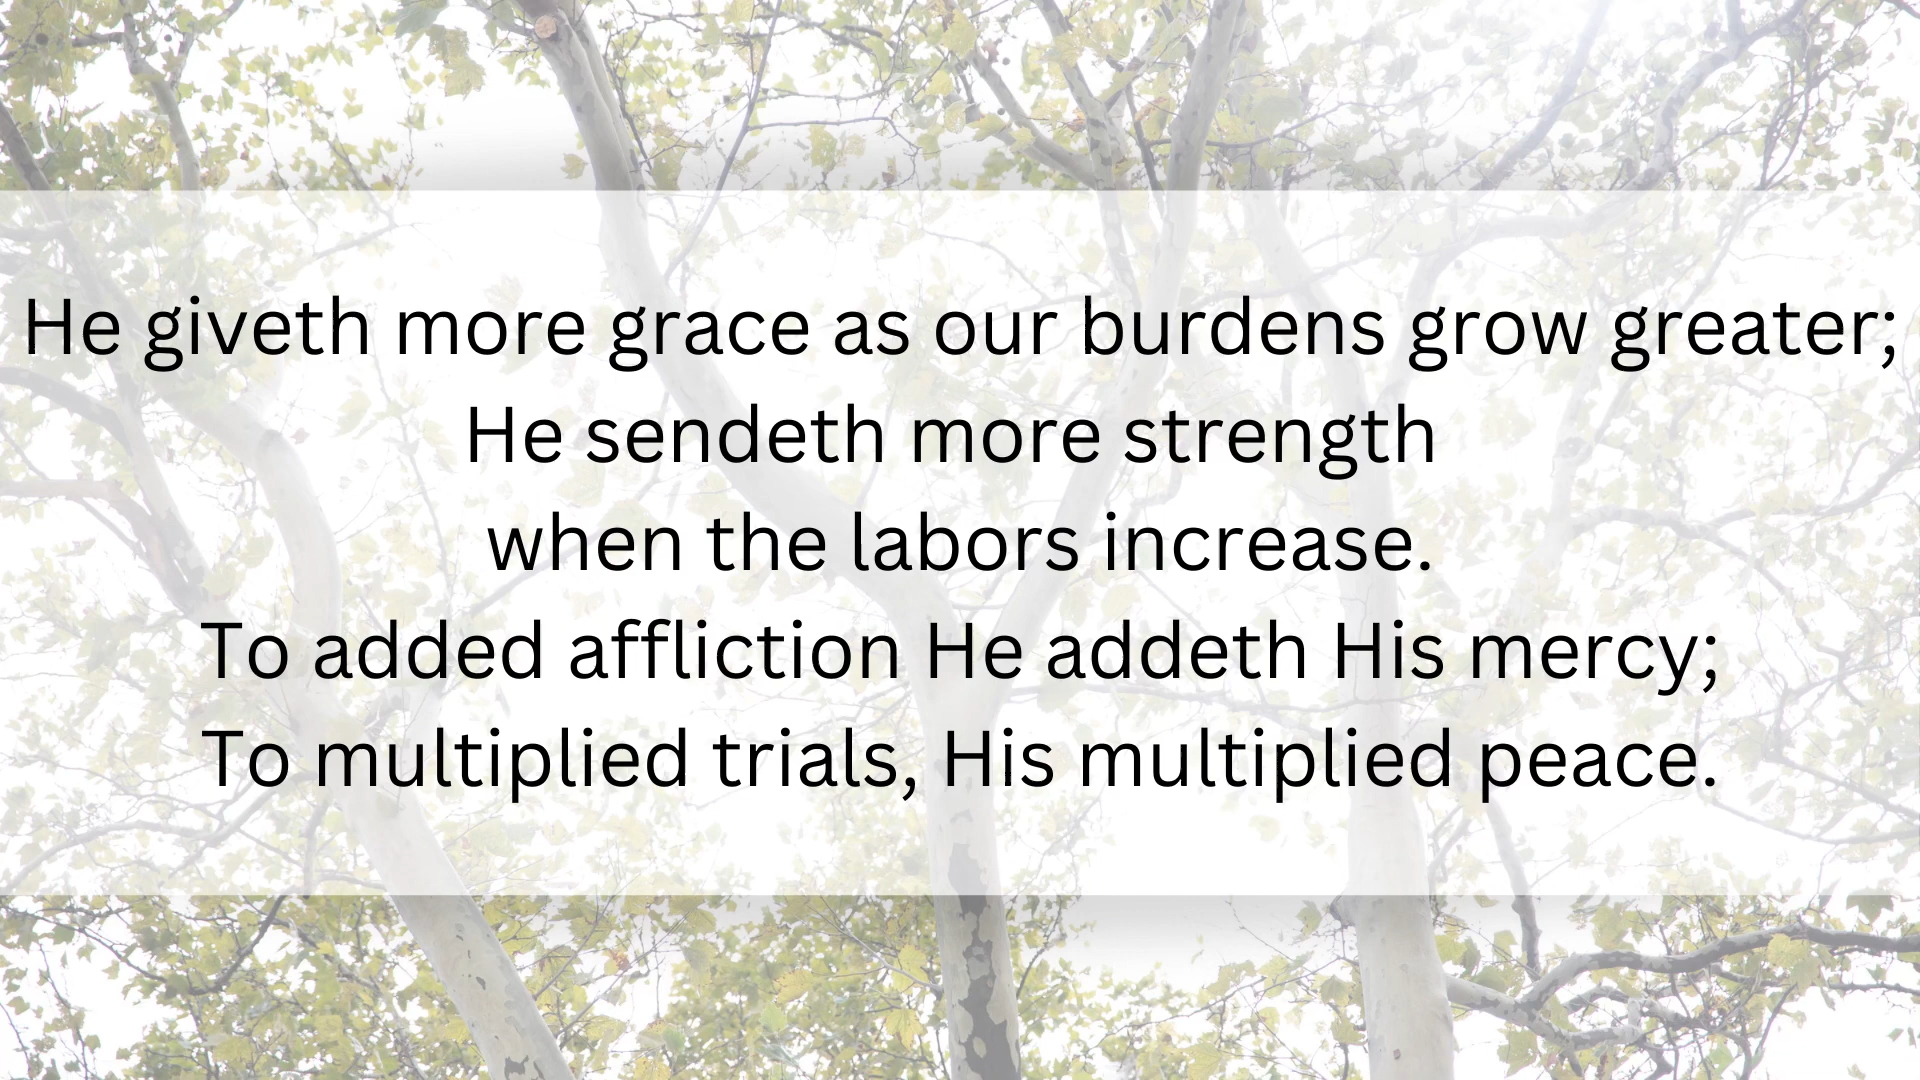 He giveth more grace as our burdens grow greater;
He sendeth more strength
when the labors increase.
To added affliction He addeth His mercy;
To multiplied trials, His multiplied peace.